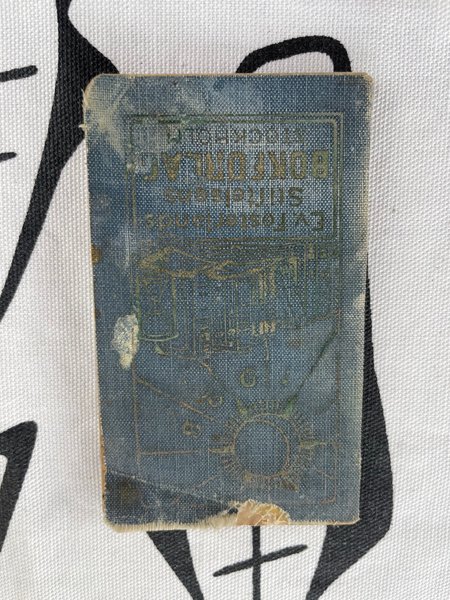 Ev. Fosterlands
Stiftelsens
BOKFÖRLAG
STOCKHOLM